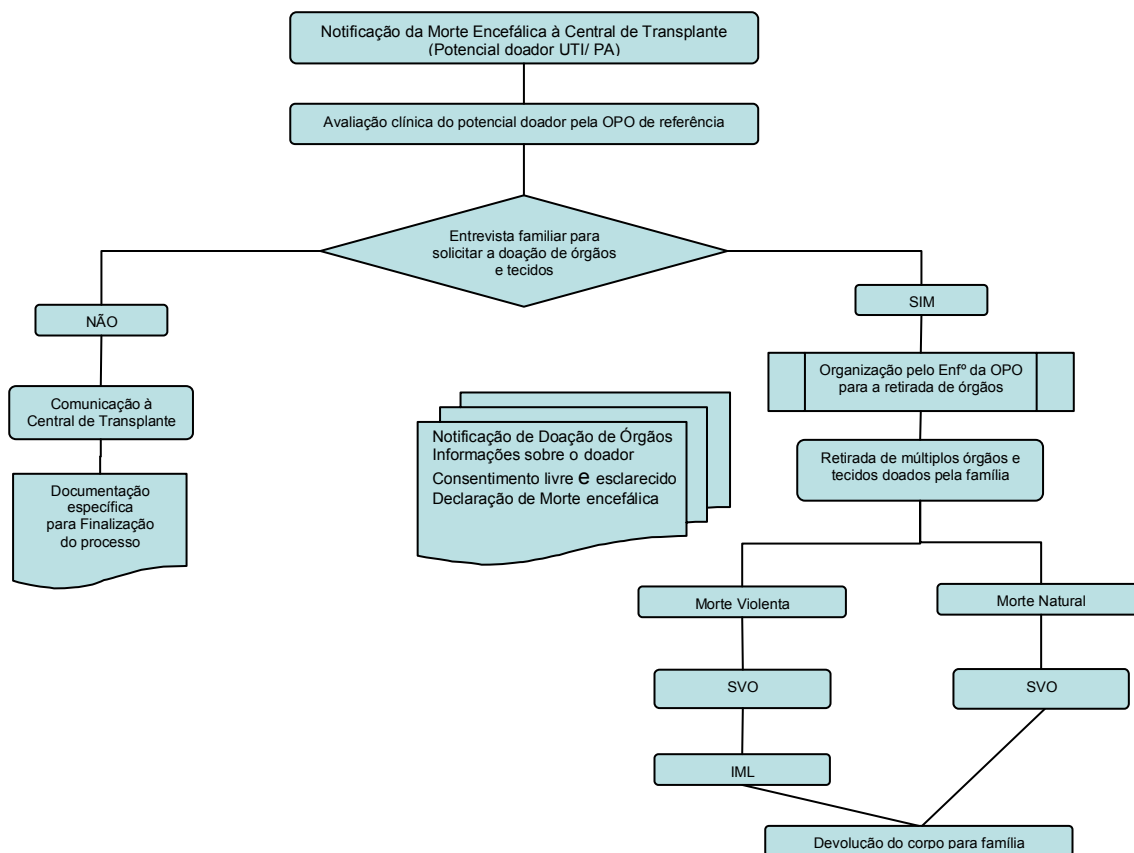 Notificação da Morte Encefálica à Central de Transplante
(Potencial doador UTI/ PA)
Avaliação clínica do potencial doador pela OPO de referência
Entrevista familiar para
solicitar a doação de órgãos
e tecidos
NÃO
SIM
Comunicação à
Central de Transplante
Organização pelo Enfº da OPO
para a retirada de órgãos
Notificação de Doação de Órgãos
Informações sobre o doador
Consentimento livre e esclarecido
Declaração de Morte encefálica
Retirada de múltiplos órgãos e
tecidos doados pela família
Documentação
específica
para Finalização
do processo
Morte Violenta
Morte Natural
SVO
SVO
IML
Devolução do corpo para família